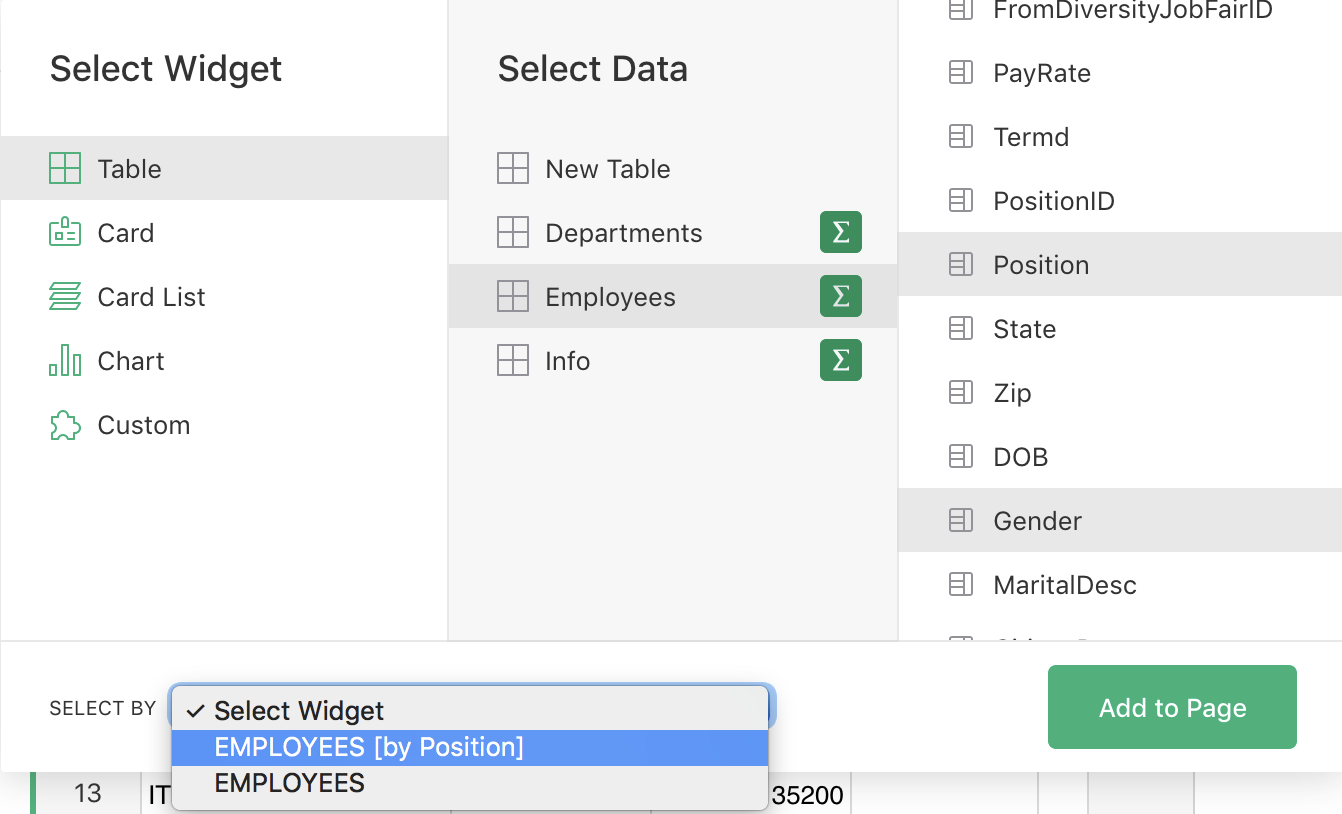 Select Widget
Table
Card
Card List
Chart
Custom
Select Data
New Table
Departments
Σ
Employees
Σ
Info
Σ
FromDiversityJobFairID
PayRate
Termd
PositionID
Position
State
Zip
DOB
Gender
MaritalDesc
SELECT BY
✓ Select Widget
EMPLOYEES [by Position]
EMPLOYEES
Add to Page
13 IT 35200